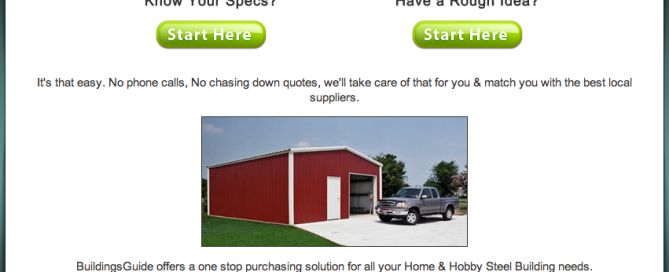 Know Your Specs?
Have a Rough Idea?
Start Here
Start Here
It's that easy. No phone calls, No chasing down quotes, we'll take care of that for you & match you with the best local
suppliers.
BuildingsGuide offers a one stop purchasing solution for all your Home & Hobby Steel Building needs.